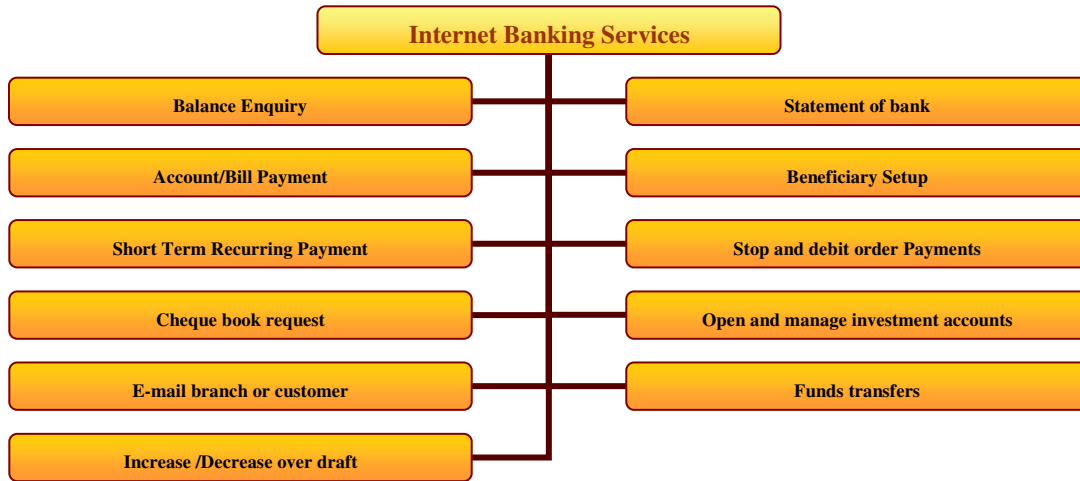 Internet Banking Services
Balance Enquiry
Statement of bank
Account/Bill Payment
Beneficiary Setup
Short Term Recurring Payment
Stop and debit order Payments
Cheque book request
Open and manage investment accounts
E-mail branch or customer
Funds transfers
Increase /Decrease over draft